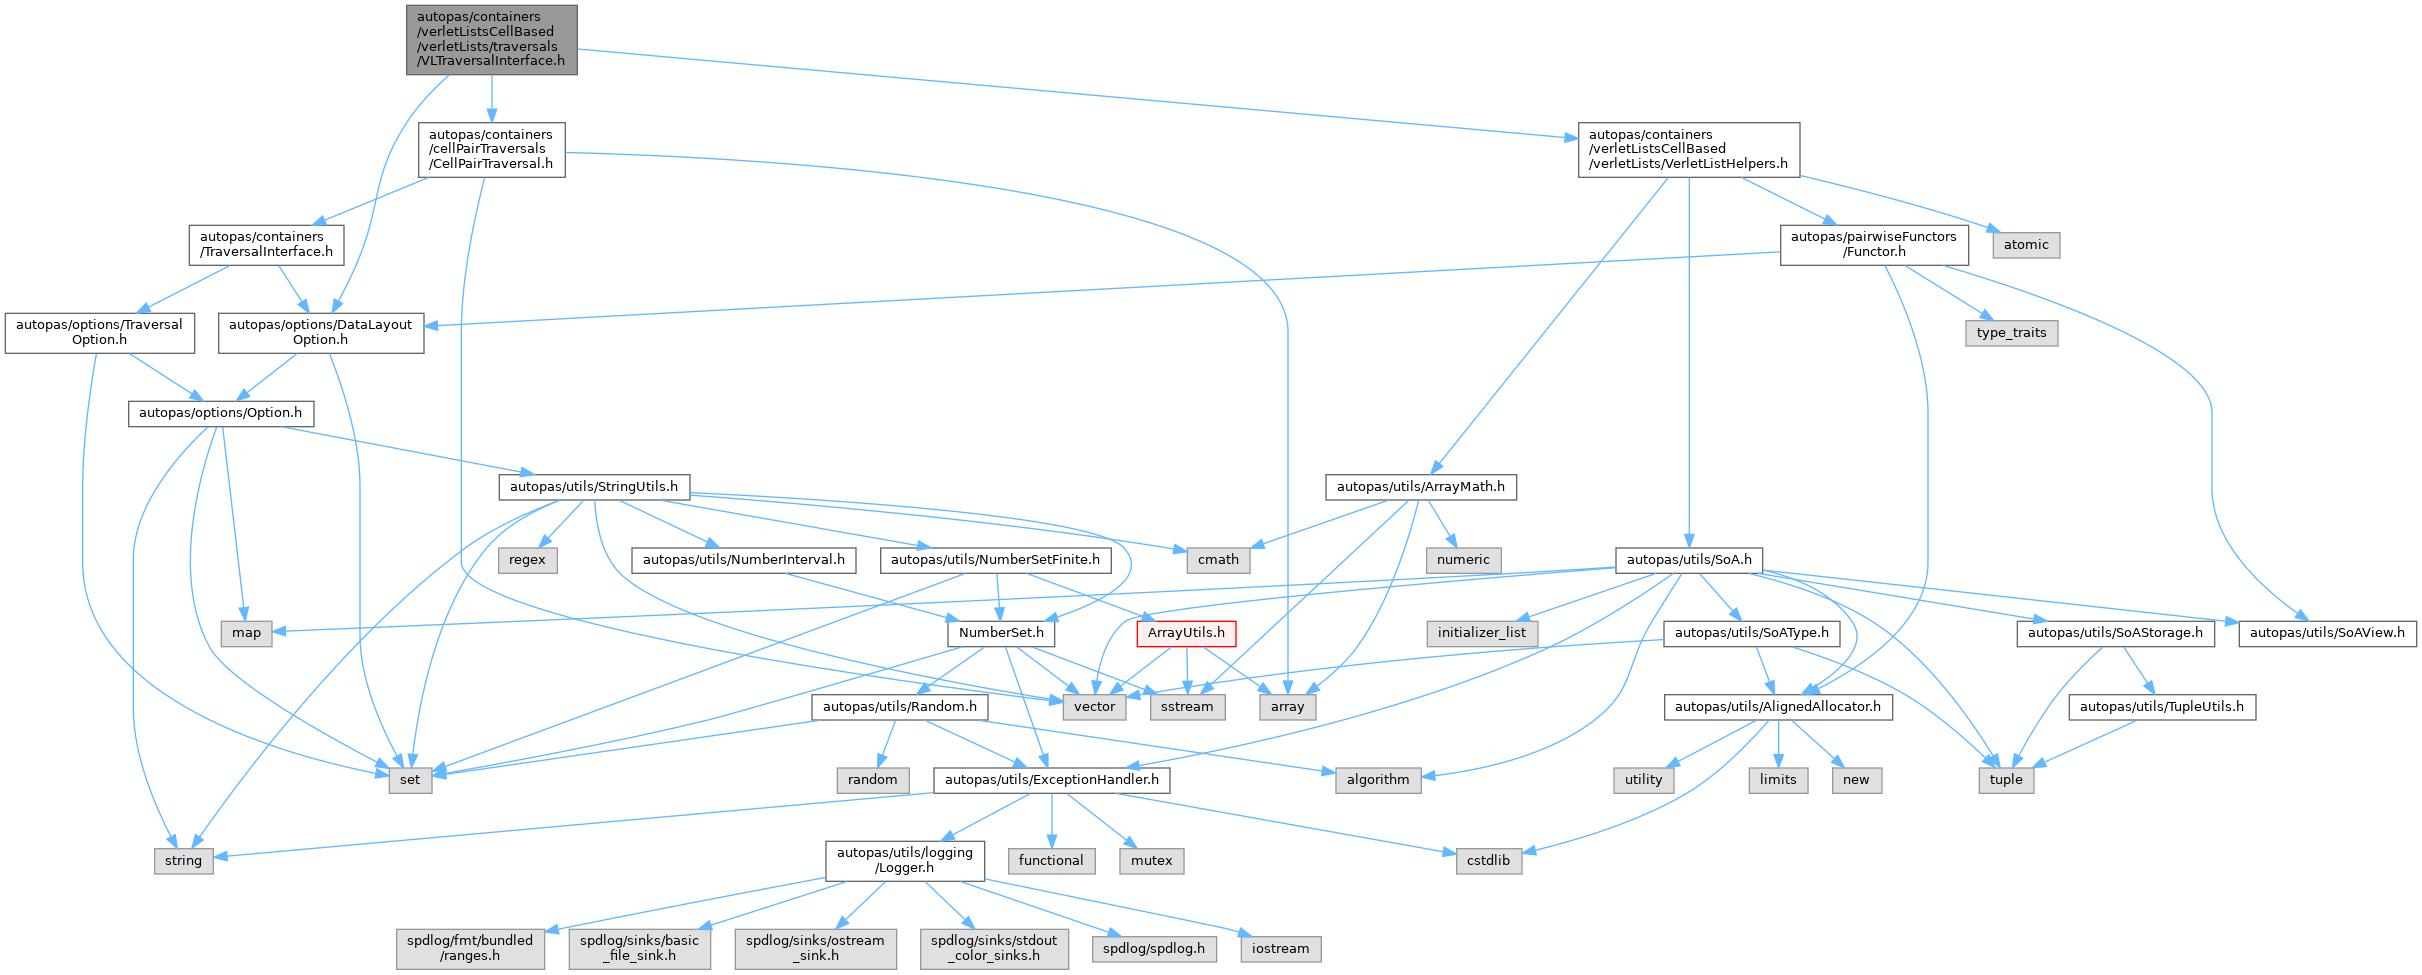 autopas/containers
/verletListsCellBased
/verletLists/traversals
/VLTraversalInterface.h
autopas/containers
/cellPairTraversals
/CellPairTraversal.h
autopas/containers
/verletListsCellBased
/verletLists/VerletListHelpers.h
autopas/containers
/TraversalInterface.h
autopas/pairwiseFunctors
/Functor.h
atomic
autopas/options/Traversal
Option.h
autopas/options/DataLayout
Option.h
type_traits
autopas/options/Option.h
autopas/utils/StringUtils.h
autopas/utils/ArrayMath.h
regex
autopas/utils/NumberInterval.h
autopas/utils/NumberSetFinite.h
cmath
numeric
autopas/utils/SoA.h
map
NumberSet.h
ArrayUtils.h
initializer_list
autopas/utils/SoAType.h
autopas/utils/SoAStorage.h
autopas/utils/SoAView.h
autopas/utils/Random.h
vector
sstream
array
autopas/utils/AlignedAllocator.h
autopas/utils/TupleUtils.h
set
random
autopas/utils/ExceptionHandler.h
algorithm
utility
limits
new
tuple
string
autopas/utils/logging
/Logger.h
functional
mutex
cstdlib
spdlog/fmt/bundled
/ranges.h
spdlog/sinks/basic
_file_sink.h
spdlog/sinks/ostream
_sink.h
spdlog/sinks/stdout
_color_sinks.h
spdlog/spdlog.h
iostream